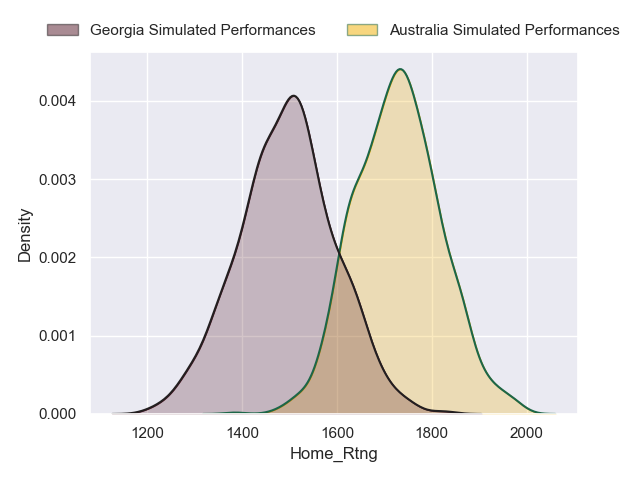 Georgia Simulated Performances
Australia Simulated Performances
0.004
0.003
0.002
0.001
0.000
Density
1200
1400
1600
1800
2000
Home_Rtng